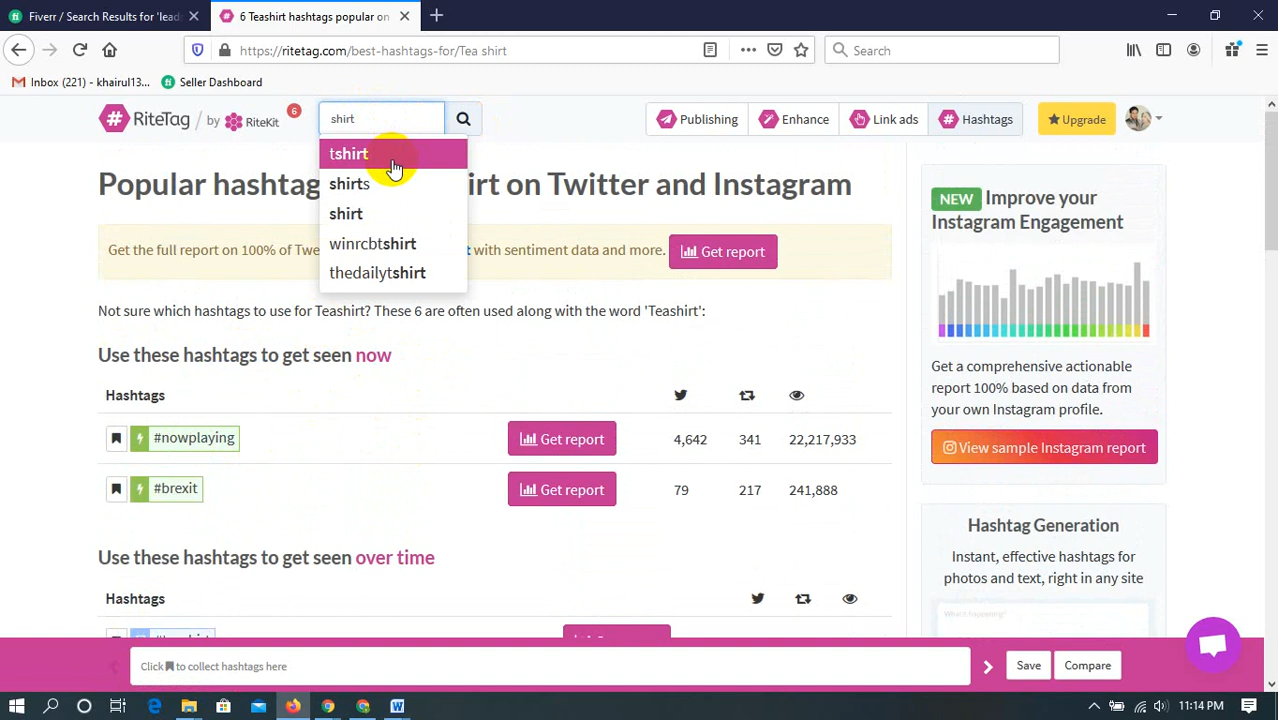 Fiverr / Search Results for 'lead
6 Teashirt hashtags popular on
https://ritetag.com/best-hashtags-for/Tea shirt
Search
Inbox (221) - khairul13...
Seller Dashboard
RiteTag / by RiteKit
6
shirt
Publishing
Enhance
Link ads
Hashtags
Upgrade
tshirt
shirts
shirt
winrcbtshirt
thedailytshirt
Popular hashtag irt on Twitter and Instagram
Get the full report on 100% of Twe t with sentiment data and more.
Get report
Not sure which hashtags to use for Teashirt? These 6 are often used along with the word 'Teashirt':
Use these hashtags to get seen now
Hashtags
#nowplaying
Get report
4,642
341
22,217,933
#brexit
Get report
79
217
241,888
Use these hashtags to get seen over time
Hashtags
NEW Improve your
Instagram Engagement
Get a comprehensive actionable
report 100% based on data from
your own Instagram profile.
View sample Instagram report
Hashtag Generation
Instant, effective hashtags for
photos and text, right in any site
What's happening?
Click to collect hashtags here
Save
Compare
11:14 PM